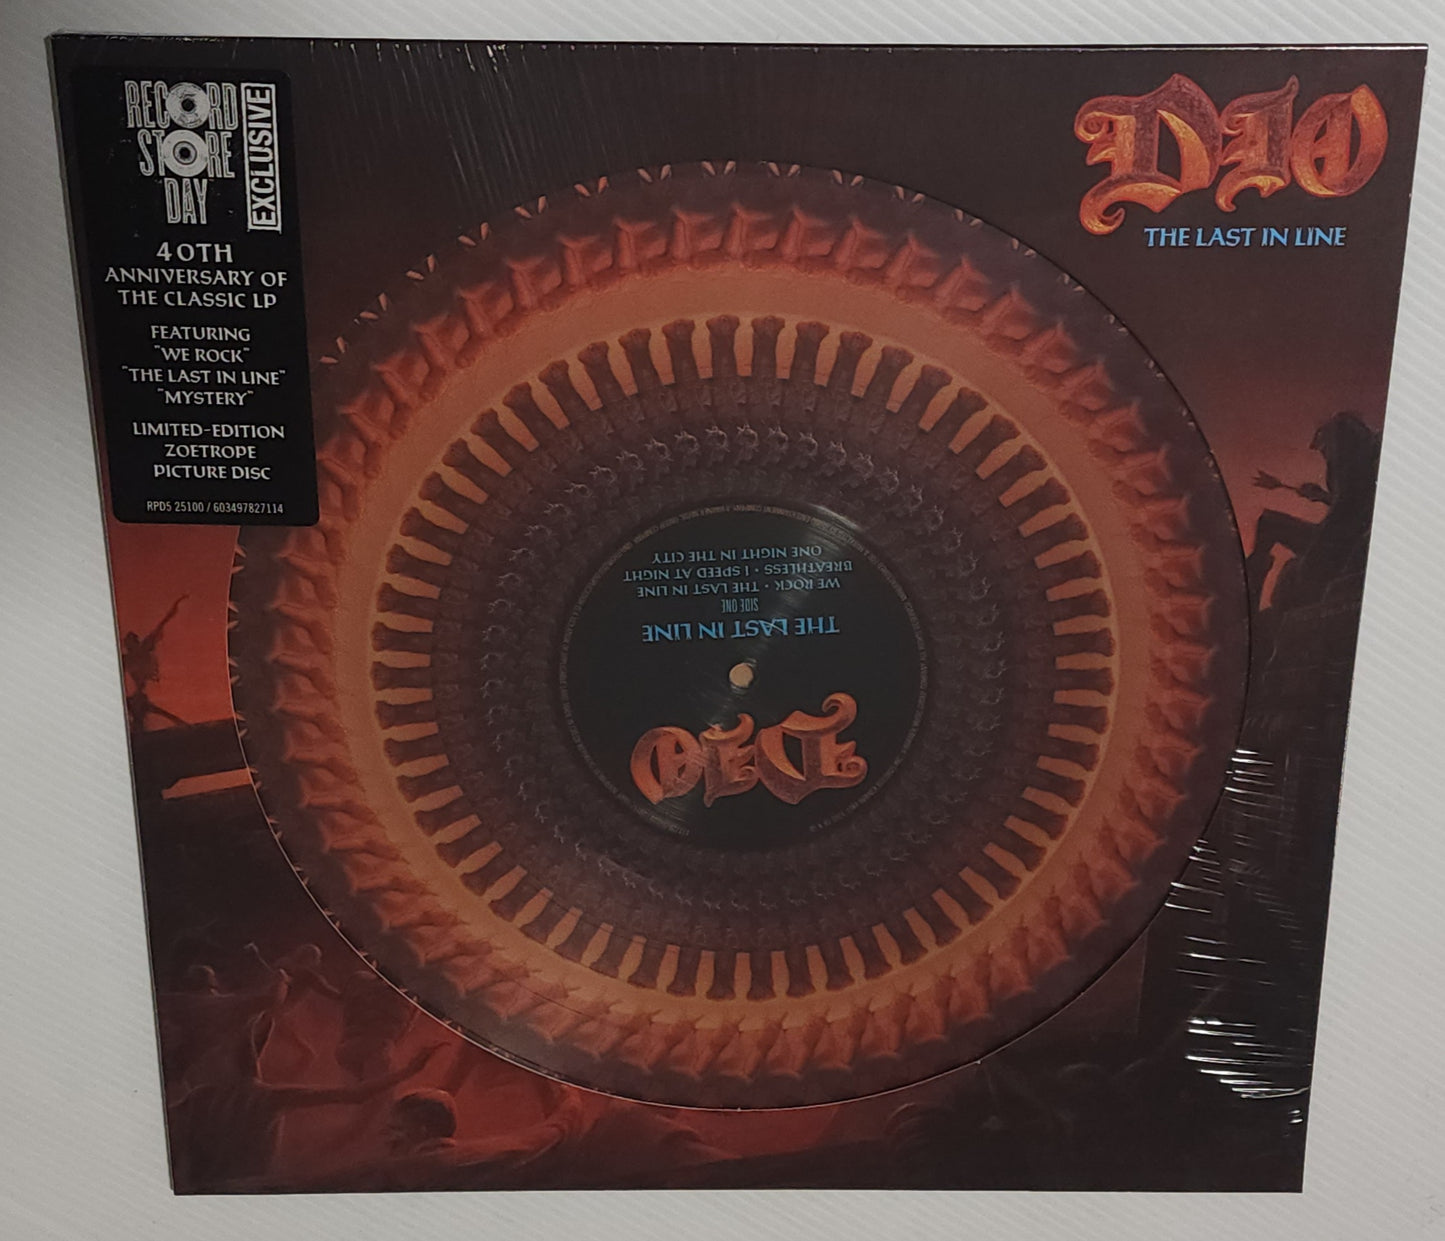 RECORD
STORE
DAY
EXCLUSIVE
40TH
ANNIVERSARY OF
THE CLASSIC LP
FEATURING
"WE ROCK"
"THE LAST IN LINE"
"MYSTERY"
LIMITED-EDITION
ZOETROPE
PICTURE DISC
RPD5 25100 / 603497827114
DIO
THE LAST IN LINE
DIO
THE LAST IN LINE
SIDE ONE
WE ROCK • THE LAST IN LINE
BREATHLESS • I SPEED AT NIGHT
ONE NIGHT IN THE CITY